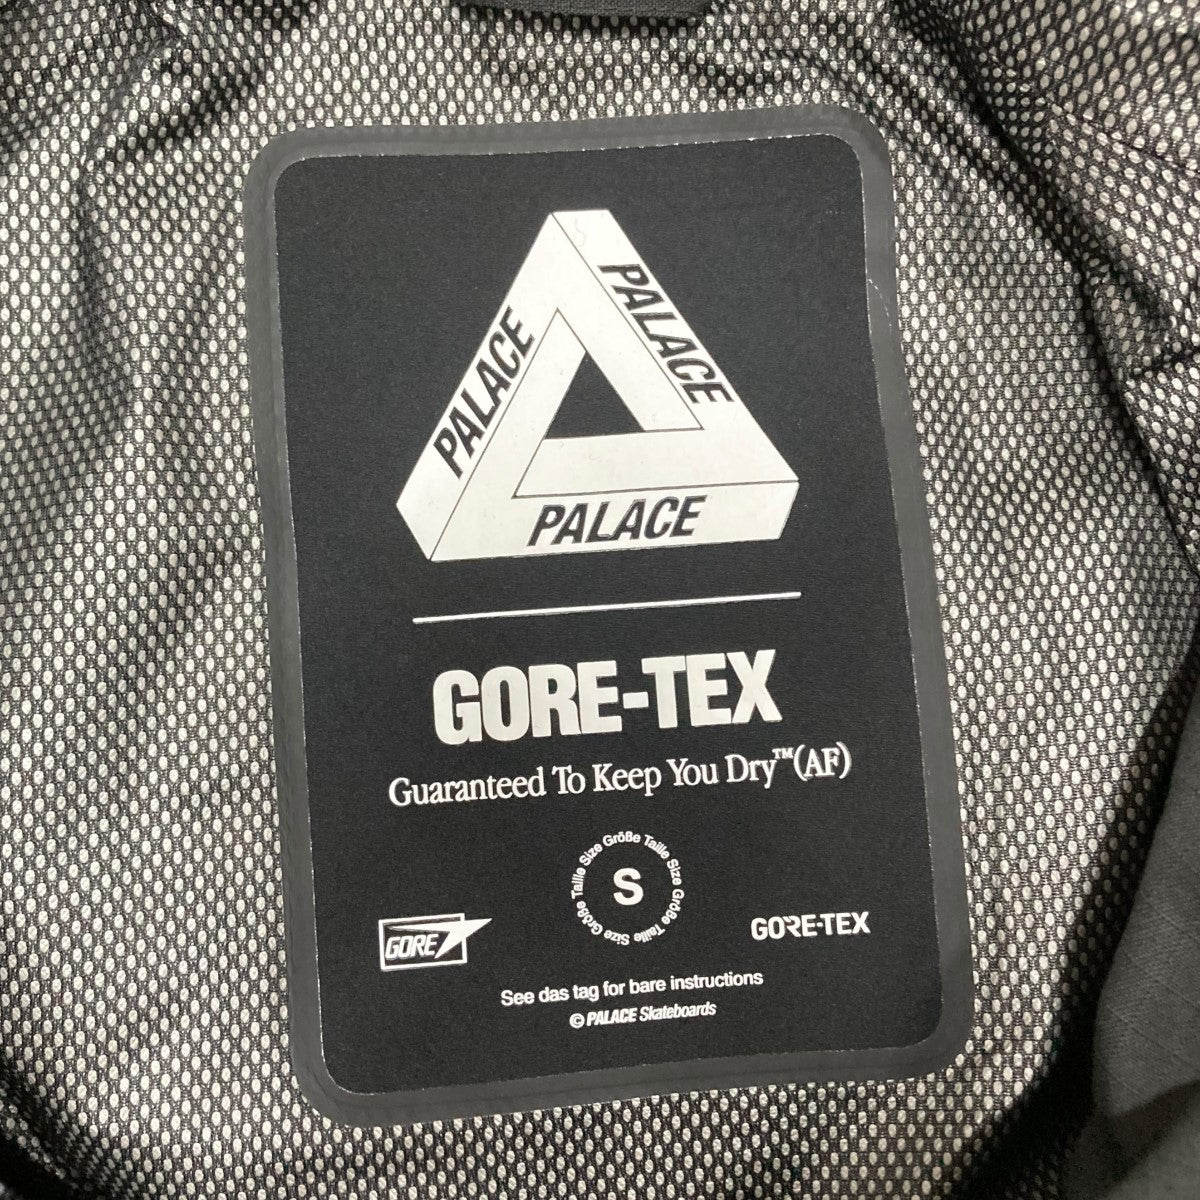 PALACE
PALACE
PALACE
GORE-TEX
Guaranteed To Keep You Dry™(AF)
Size Größe Taille Size Größe Taille Size Größe Taille
S
GORE
GORE-TEX
See das tag for bare instructions
© PALACE Skateboards